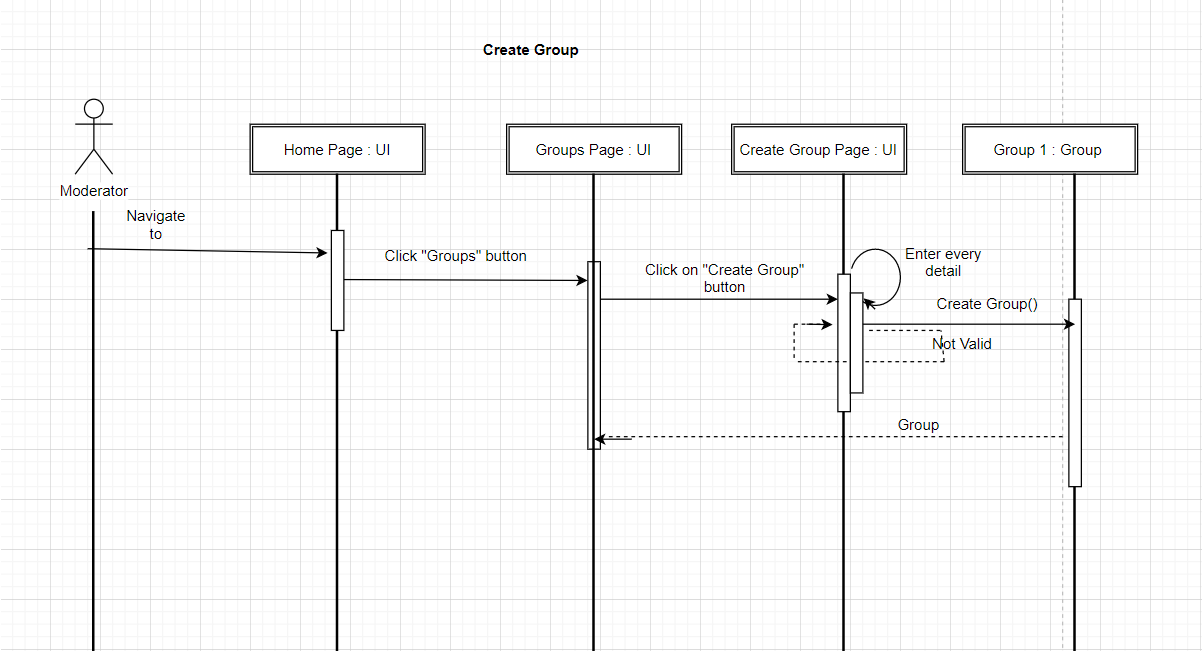 Create Group
Home Page : UI
Groups Page : UI
Create Group Page : UI
Group 1 : Group
Moderator
Navigate
to
Click "Groups" button
Click on "Create Group"
button
Enter every
detail
Create Group()
Not Valid
Group